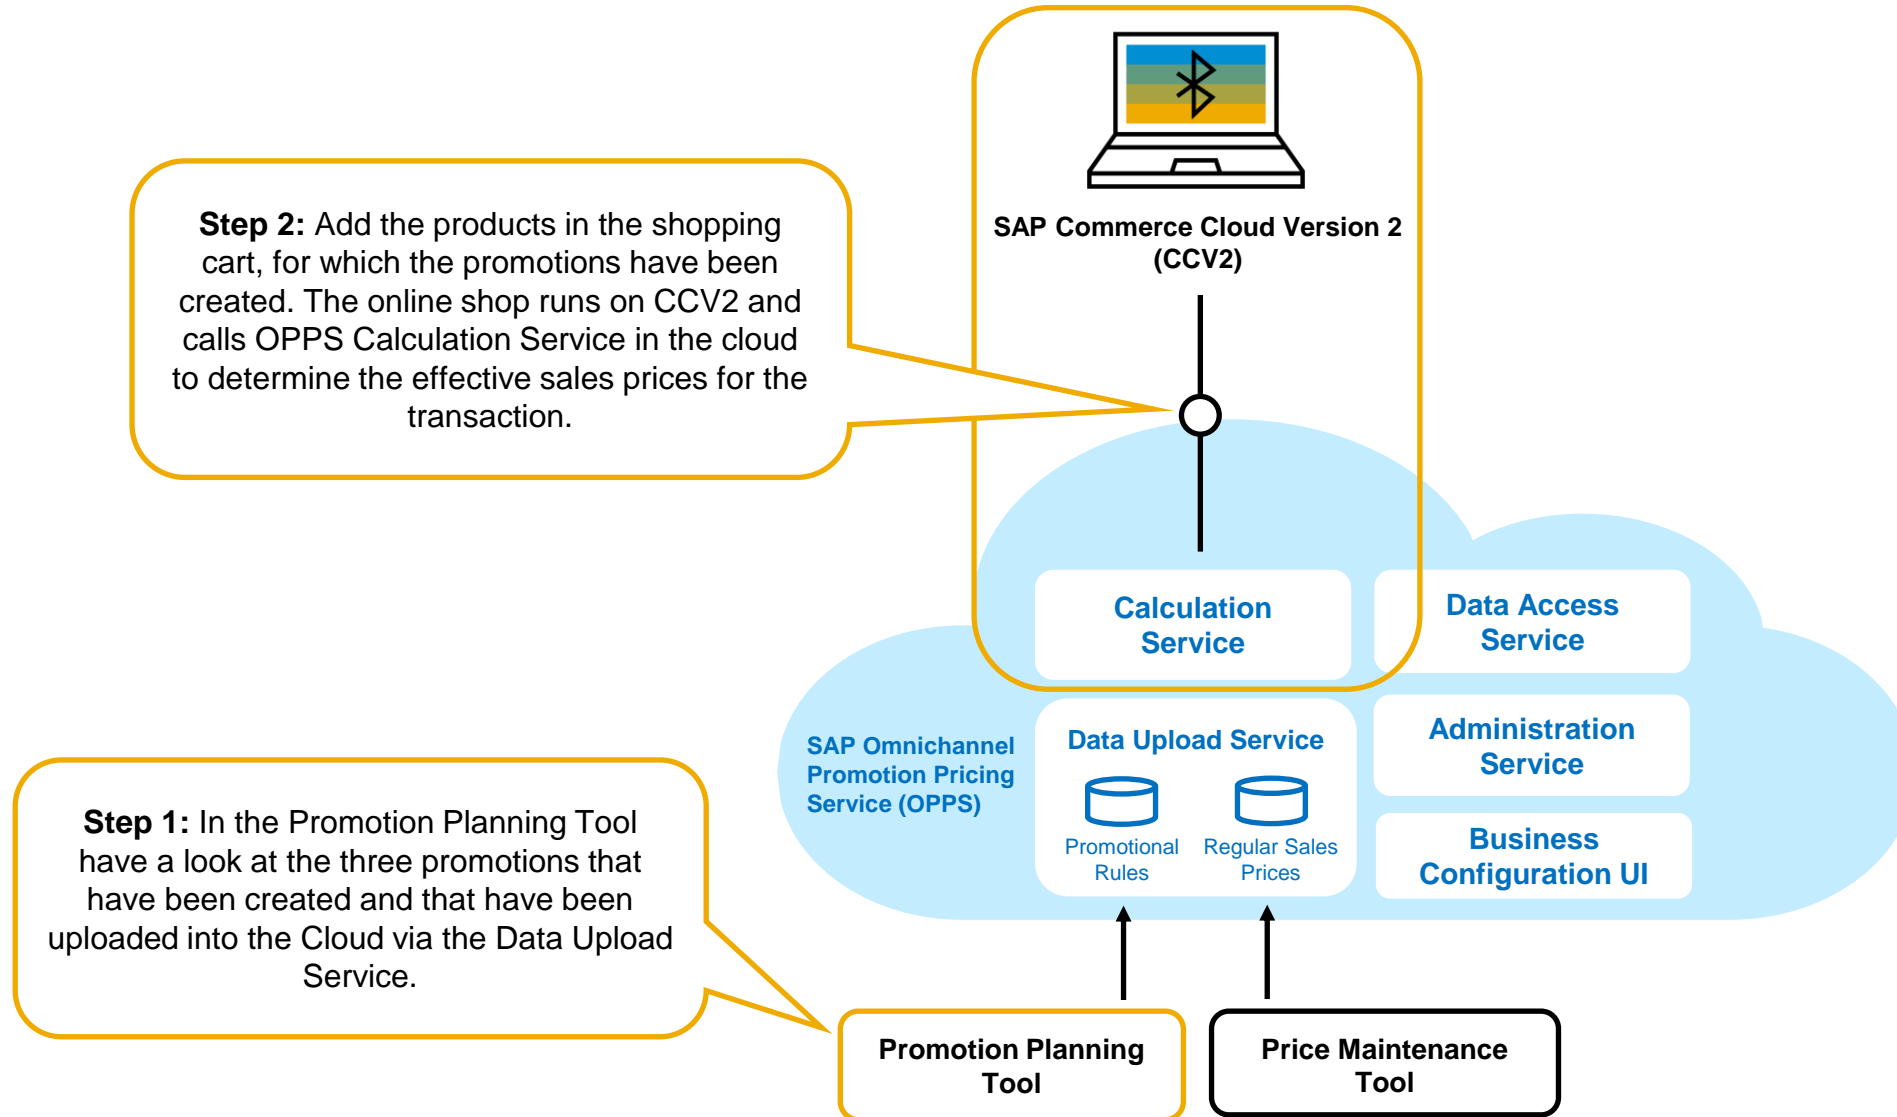 SAP Commerce Cloud Version 2
(CCV2)
Step 2: Add the products in the shopping
cart, for which the promotions have been
created. The online shop runs on CCV2 and
calls OPPS Calculation Service in the cloud
to determine the effective sales prices for the
transaction.
Calculation
Service
Data Access
Service
SAP Omnichannel
Promotion Pricing
Service (OPPS)
Data Upload Service
Promotional
Rules
Regular Sales
Prices
Administration
Service
Business
Configuration UI
Step 1: In the Promotion Planning Tool
have a look at the three promotions that
have been created and that have been
uploaded into the Cloud via the Data Upload
Service.
Promotion Planning
Tool
Price Maintenance
Tool